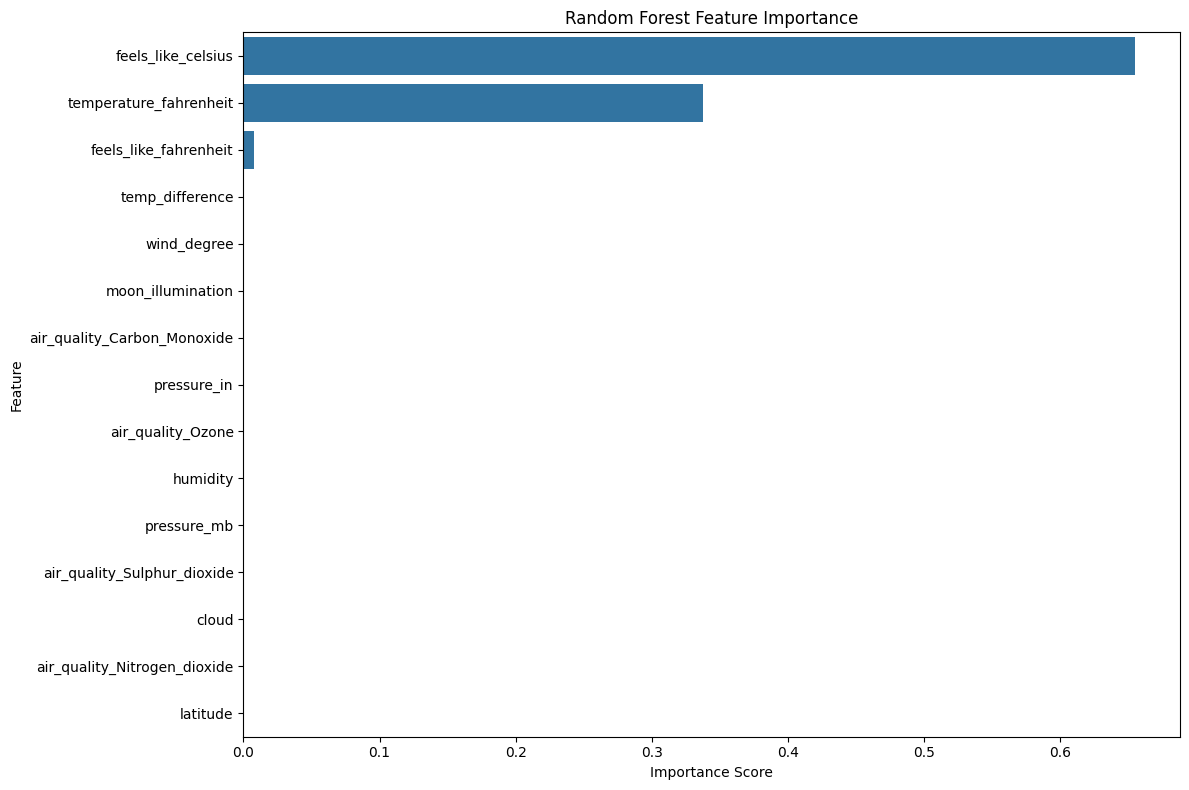 Random Forest Feature Importance
feels_like_celsius
temperature_fahrenheit
feels_like_fahrenheit
temp_difference
wind_degree
moon_illumination
air_quality_Carbon_Monoxide
pressure_in
air_quality_Ozone
humidity
pressure_mb
air_quality_Sulphur_dioxide
cloud
air_quality_Nitrogen_dioxide
latitude
Feature
0.0 0.1 0.2 0.3 0.4 0.5 0.6
Importance Score